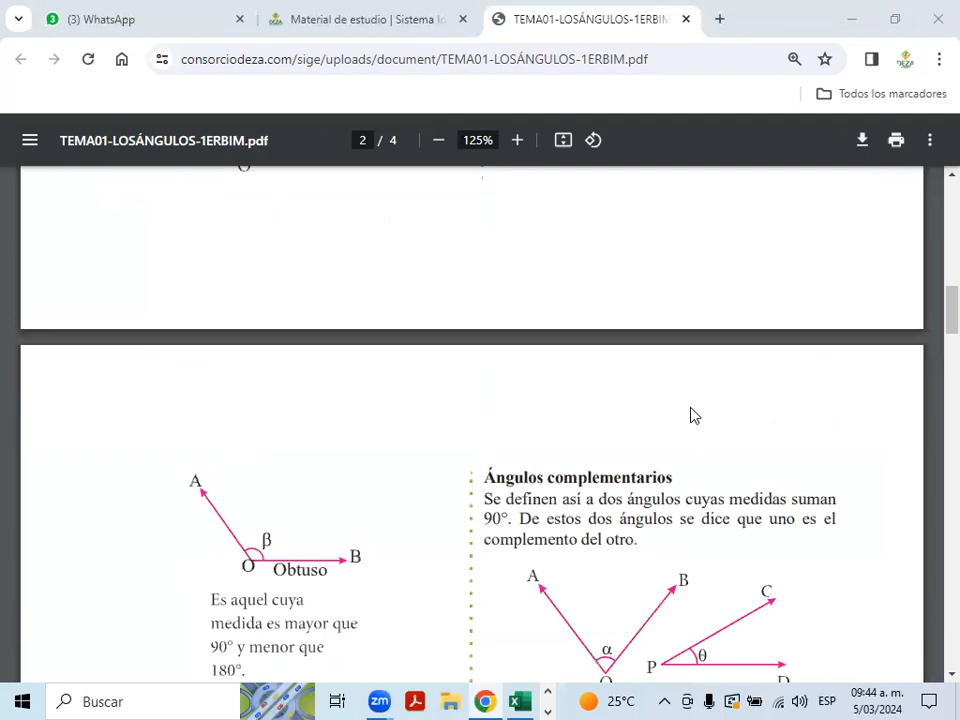 (3) WhatsApp
Material de estudio | Sistema I
TEMA01-LOSÁNGULOS-1ERBIM
consorciodeza.com/sige/uploads/document/TEMA01-LOSÁNGULOS-1ERBIM.pdf
Todos los marcadores
TEMA01-LOSÁNGULOS-1ERBIM.pdf
2 / 4
125%
A
β
O
B
Obtuso
Es aquel cuya
medida es mayor que
90° y menor que
180°.
Ángulos complementarios
Se definen así a dos ángulos cuyas medidas suman
90°. De estos dos ángulos se dice que uno es el
complemento del otro.
A
B
C
α
P
θ
Buscar
zm
25°C
ESP
09:44 a. m.
5/03/2024